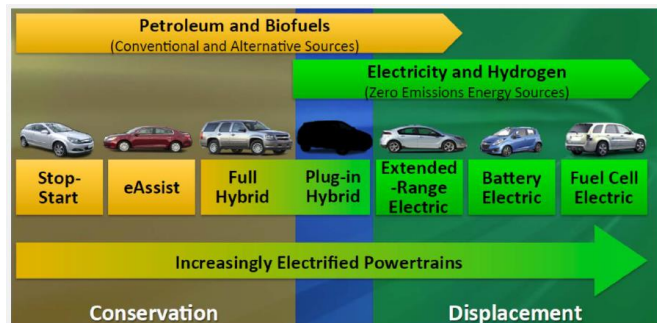 Petroleum and Biofuels
(Conventional and Alternative Sources)
Electricity and Hydrogen
(Zero Emissions Energy Sources)
Stop-
Start
eAssist
Full
Hybrid
Plug-in
Hybrid
Extended
-Range
Electric
Battery
Electric
Fuel Cell
Electric
Increasingly Electrified Powertrains
Conservation
Displacement